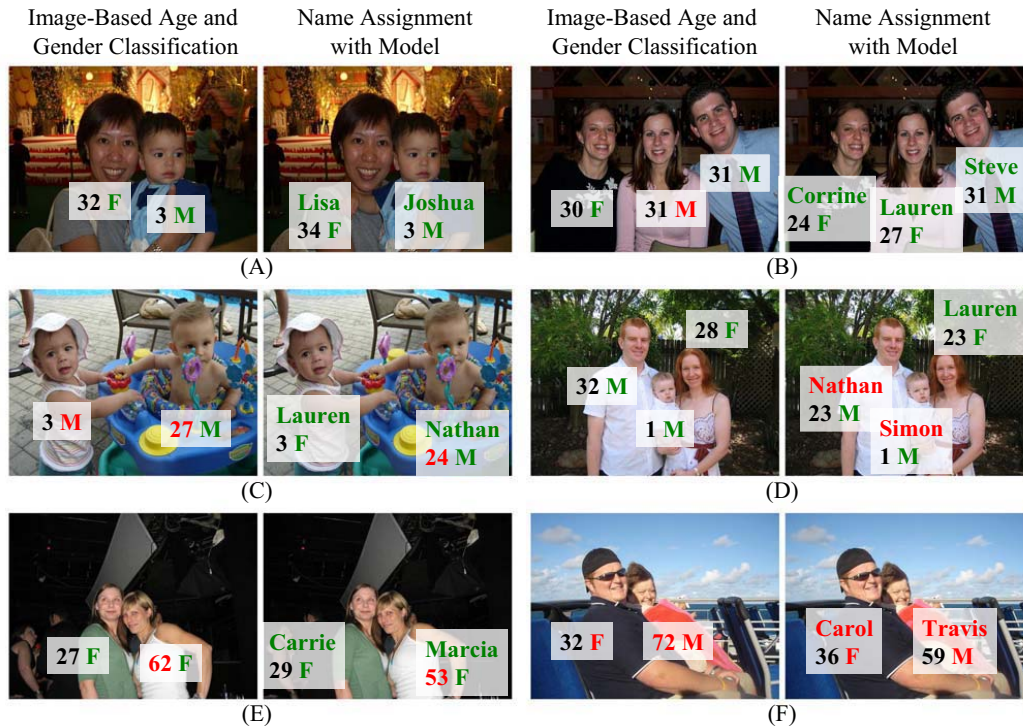 Image-Based Age and
Gender Classification
Name Assignment
with Model
Image-Based Age and
Gender Classification
Name Assignment
with Model
32 F
3 M
Lisa
34 F
Joshua
3 M
(A)
30 F
31 M
31 M
Corrine
24 F
Lauren
27 F
Steve
31 M
(B)
3 M
27 M
Lauren
3 F
Nathan
24 M
(C)
32 M
1 M
28 F
Nathan
23 M
Simon
1 M
Lauren
23 F
(D)
27 F
62 F
Carrie
29 F
Marcia
53 F
(E)
32 F
72 M
Carol
36 F
Travis
59 M
(F)